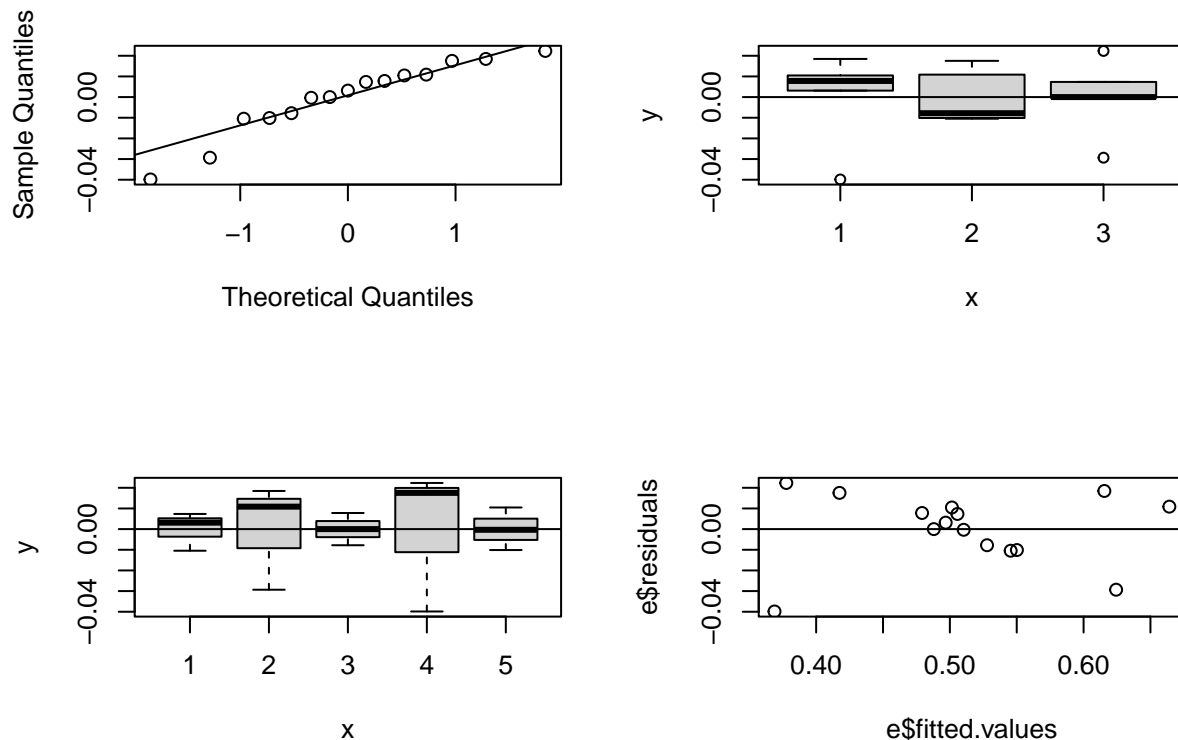 Sample Quantiles
0.00
−0.04
−1 0 1
Theoretical Quantiles
y
0.00
−0.04
1 2 3
x
y
0.00
−0.04
1 2 3 4 5
x
e$residuals
0.00
−0.04
0.40 0.50 0.60
e$fitted.values